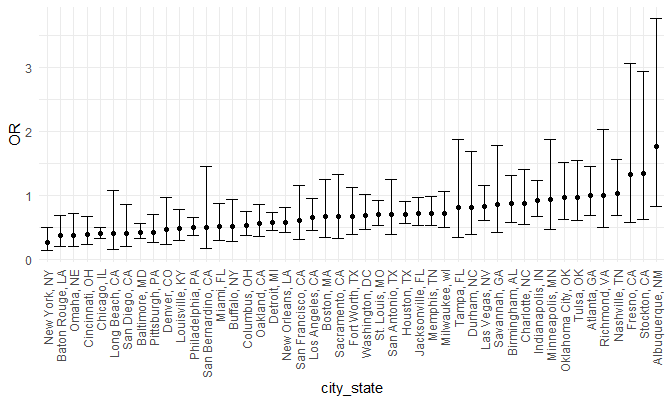 3
2
1
0
OR
New York, NY
Baton Rouge, LA
Omaha, NE
Cincinnati, OH
Chicago, IL
Long Beach, CA
San Diego, CA
Baltimore, MD
Pittsburgh, PA
Denver, CO
Louisville, KY
Philadelphia, PA
San Bernardino, CA
Miami, FL
Buffalo, NY
Columbus, OH
Oakland, CA
Detroit, MI
New Orleans, LA
San Francisco, CA
Los Angeles, CA
Boston, MA
Sacramento, CA
Fort Worth, TX
Washington, DC
St. Louis, MO
San Antonio, TX
Houston, TX
Jacksonville, FL
Memphis, TN
Milwaukee, wI
Tampa, FL
Durham, NC
Las Vegas, NV
Savannah, GA
Birmingham, AL
Charlotte, NC
Indianapolis, IN
Minneapolis, MN
Oklahoma City, OK
Tulsa, OK
Atlanta, GA
Richmond, VA
Nashville, TN
Fresno, CA
Stockton, CA
Albuquerque, NM
city_state